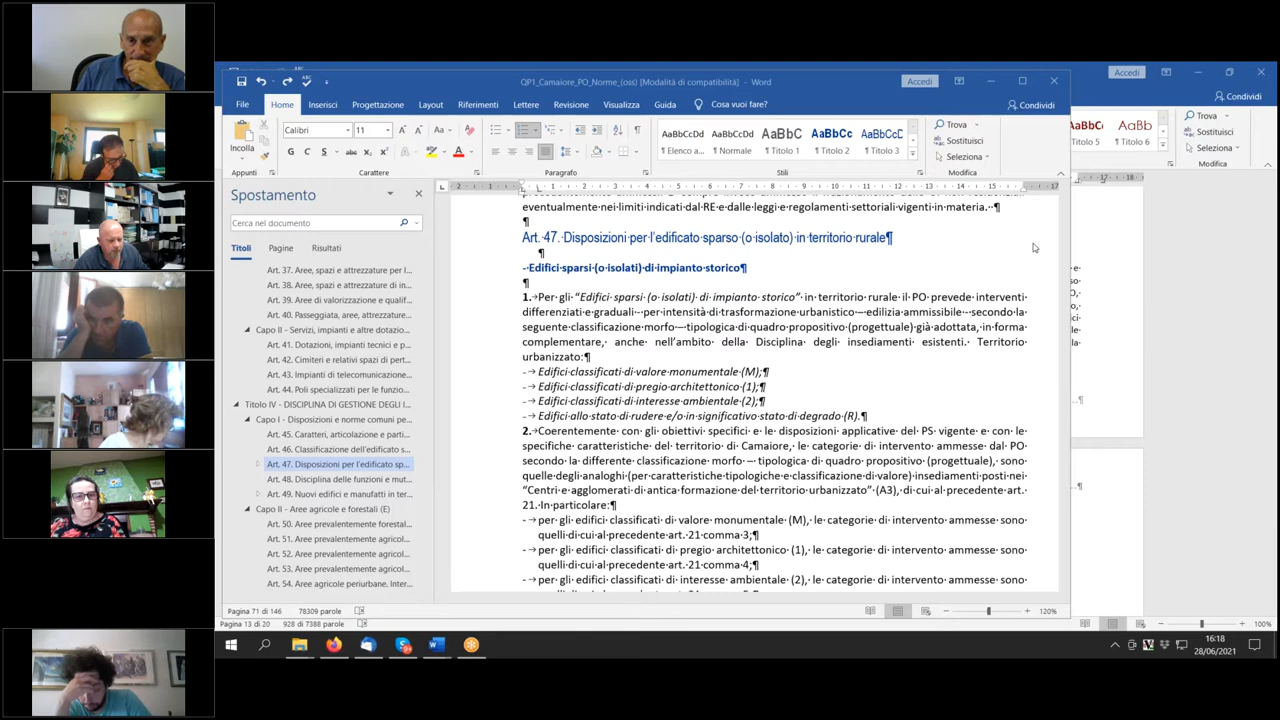 QP1_Camaiore_PO_Norme_(oss) [Modalità di compatibilità] - Word
Accedi
Accedi
File Home Inserisci Progettazione Layout Riferimenti Lettere Revisione Visualizza Guida Cosa vuoi fare? Condividi
Condividi
Incolla
Calibri 11
AaBbCcDd AaBbCcDd AaBbC AaBbCc AaBbCcD
¶ Elenco a... ¶ Normale ¶ Titolo 1 ¶ Titolo 2 ¶ Titolo 3
Trova
Sostituisci
Seleziona
Appunti Carattere Paragrafo Stili Modifica
AaBbCc AaBb
Titolo 5 ¶ Titolo 6
Trova
Sostituisci
Seleziona
Modifica
Spostamento
Cerca nel documento
Titoli Pagine Risultati
Art. 37. Aree, spazi e attrezzature per l...
Art. 38. Aree, spazi e attrezzature di in...
Art. 39. Aree di valorizzazione e qualif...
Art. 40. Passeggiata, aree, attrezzature...
Capo II - Servizi, impianti e altre dotazio...
Art. 41. Dotazioni, impianti tecnici e p...
Art. 42. Cimiteri e relativi spazi di pert...
Art. 43. Impianti di telecomunicazione...
Art. 44. Poli specializzati per le funzio...
Titolo IV - DISCIPLINA DI GESTIONE DEGLI I...
Capo I - Disposizioni e norme comuni pe...
Art. 45. Caratteri, articolazione e parti...
Art. 46. Classificazione dell'edificato s...
Art. 47. Disposizioni per l'edificato sp...
Art. 48. Disciplina delle funzioni e mut...
Art. 49. Nuovi edifici e manufatti in ter...
Capo II - Aree agricole e forestali (E)
Art. 50. Aree prevalentemente forestal...
Art. 51. Aree prevalentemente agricol...
Art. 52. Aree prevalentemente agricol...
Art. 53. Aree prevalentemente agricol...
Art. 54. Aree agricole periurbane. Inter...
eventualmente nei limiti indicati dal RE e dalle leggi e regolamenti settoriali vigenti in materia. ¶
¶
Art. 47. Disposizioni per l'edificato sparso (o isolato) in territorio rurale¶
¶
- Edifici sparsi (o isolati) di impianto storico¶
¶
1. Per gli "Edifici sparsi (o isolati) di impianto storico" in territorio rurale il PO prevede interventi
differenziati e graduali - per intensità di trasformazione urbanistico – edilizia ammissibile - secondo la
seguente classificazione morfo – tipologica di quadro propositivo (progettuale) già adottata, in forma
complementare, anche nell'ambito della Disciplina degli insediamenti esistenti. Territorio
urbanizzato:¶
- Edifici classificati di valore monumentale (M);¶
- Edifici classificati di pregio architettonico (1);¶
- Edifici classificati di interesse ambientale (2);¶
- Edifici allo stato di rudere e/o in significativo stato di degrado (R).¶
2. Coerentemente con gli obiettivi specifici e le disposizioni applicative del PS vigente e con le
specifiche caratteristiche del territorio di Camaiore, le categorie di intervento ammesse dal PO
secondo la differente classificazione morfo – tipologica di quadro propositivo (progettuale), sono
quelle degli analoghi (per caratteristiche tipologiche e classificazione di valore) insediamenti posti nei
"Centri e agglomerati di antica formazione del territorio urbanizzato" (A3), di cui al precedente art.
21. In particolare:¶
- per gli edifici classificati di valore monumentale (M), le categorie di intervento ammesse sono
quelli di cui al precedente art. 21 comma 3;¶
- per gli edifici classificati di pregio architettonico (1), le categorie di intervento ammesse sono
quelli di cui al precedente art. 21 comma 4;¶
- per gli edifici classificati di interesse ambientale (2), le categorie di intervento ammesse sono
Pagina 71 di 146 78309 parole 120%
Pagina 13 di 20 928 di 7388 parole 100%
16:18
28/06/2021